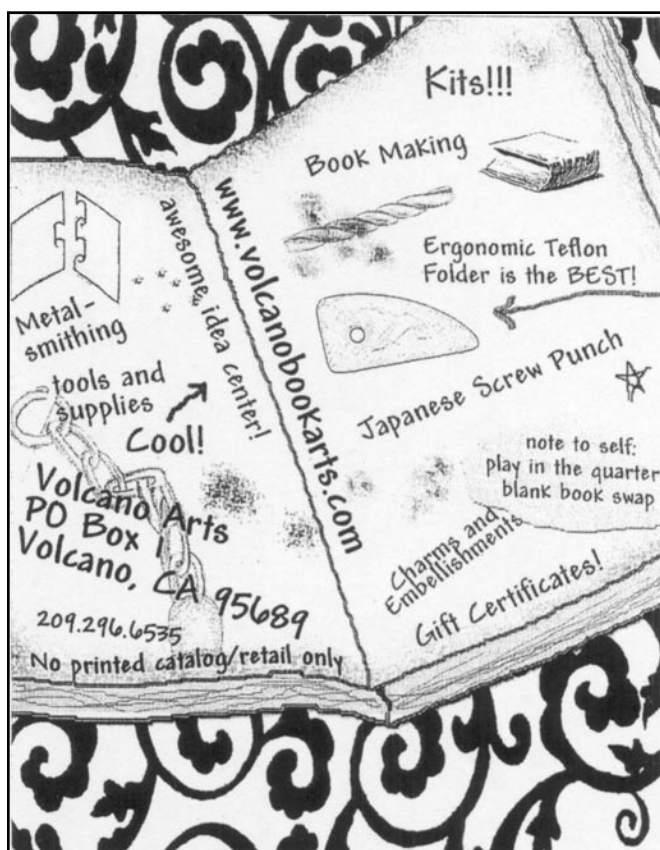 Metal-
smithing
tools and
supplies
Cool!
awesome idea center!
Volcano Arts
PO Box 1
Volcano, CA 95689
209.296.6535
No printed catalog/retail only
www.volcanobookarts.com
Kits!!!
Book Making
Ergonomic Teflon
Folder is the BEST!
Japanese Screw Punch
note to self:
play in the quarter
blank book swap
Charms and
Embellishments
Gift Certificates!